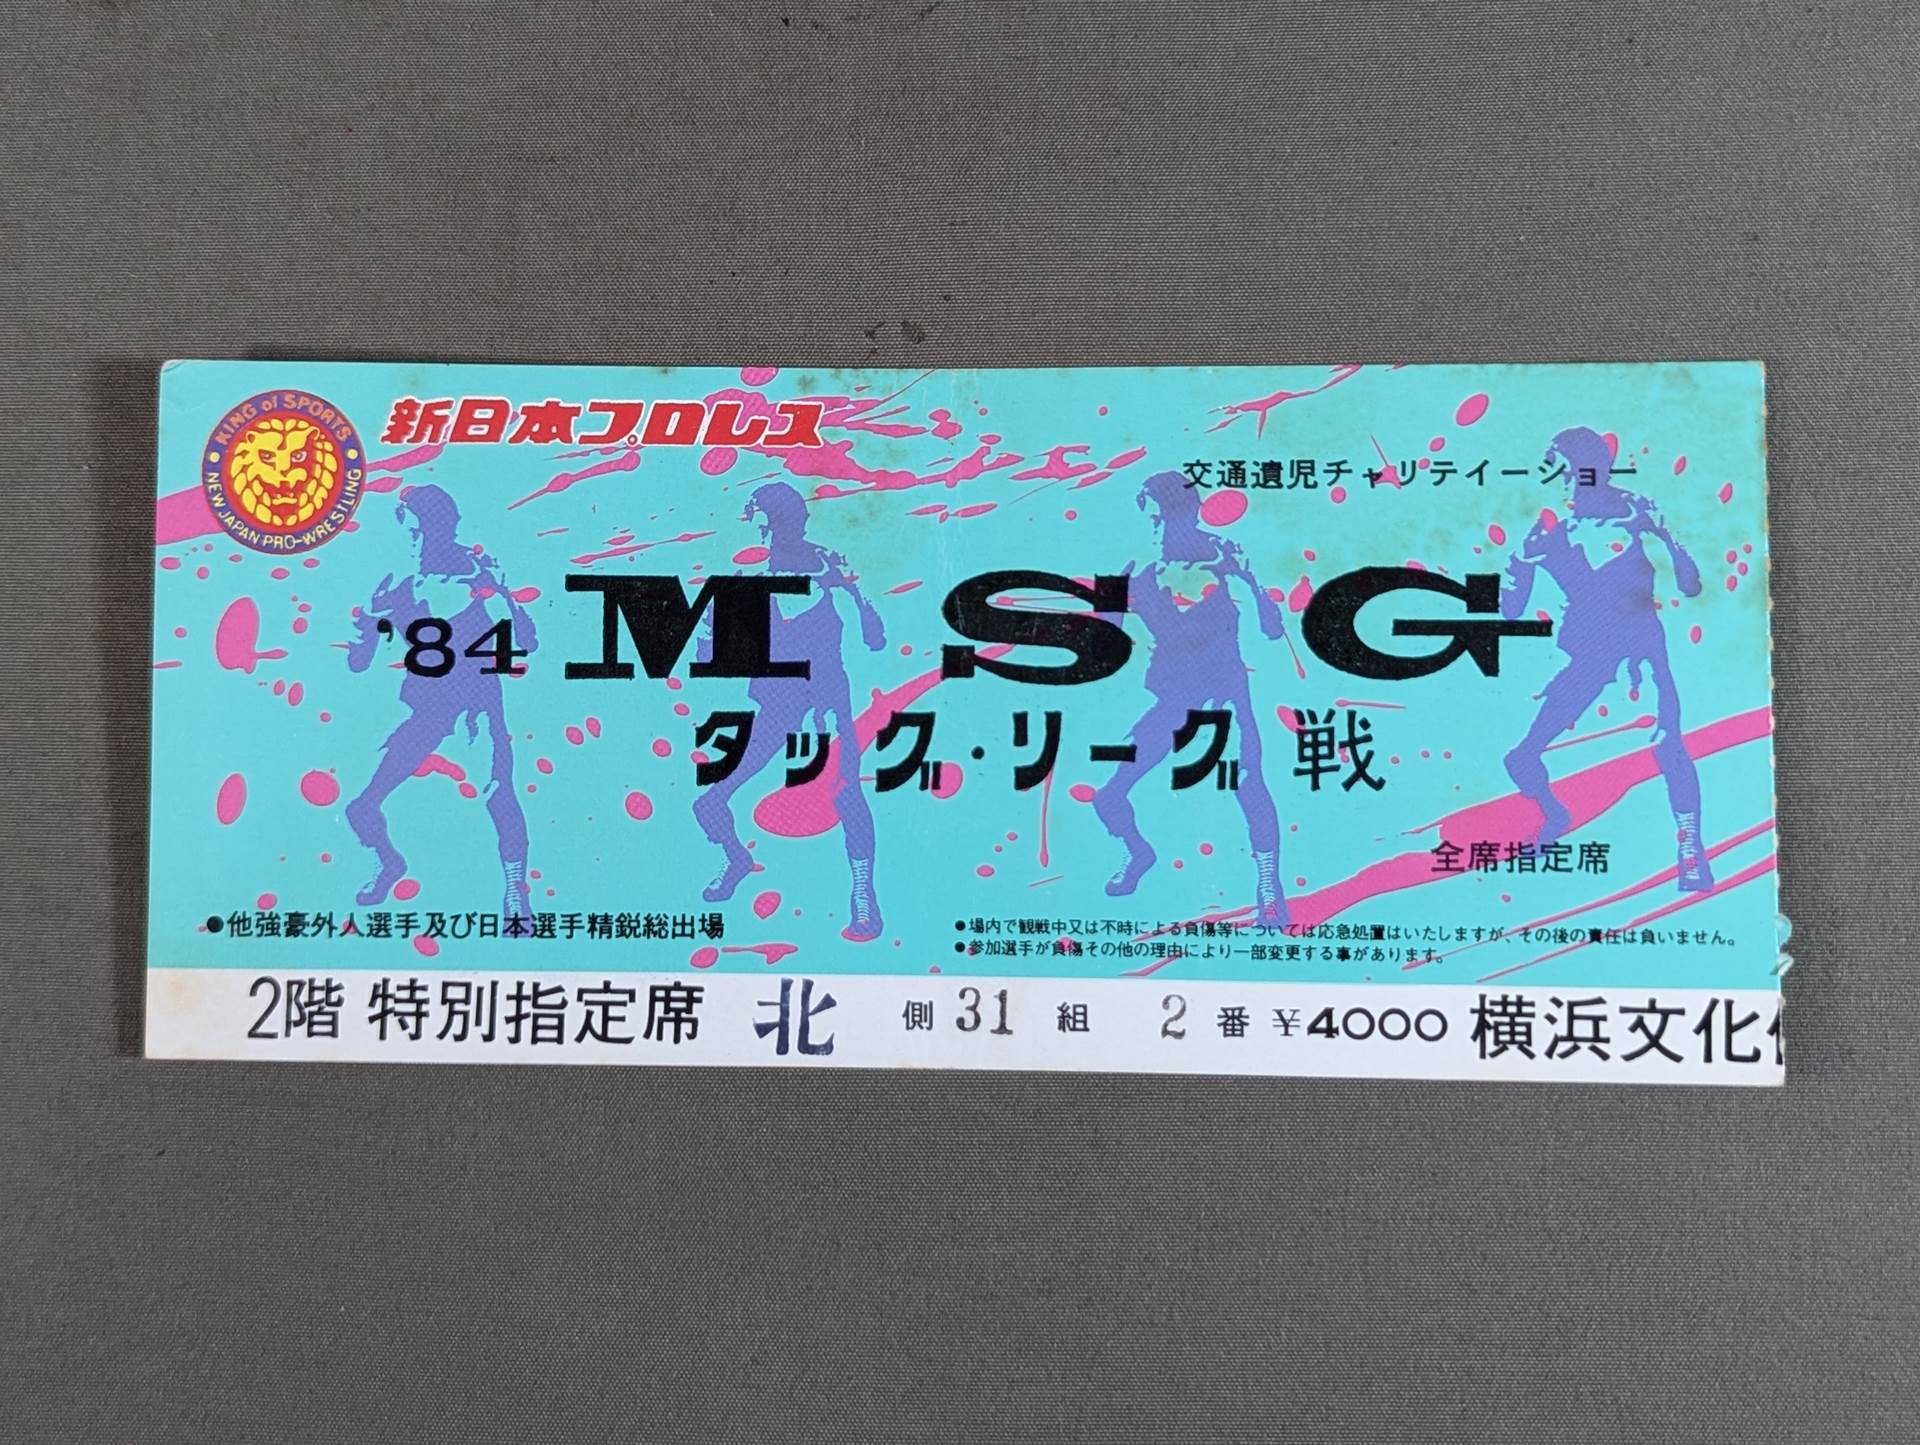 KING of SPORTS
NEW JAPAN PRO-WRESTLING
新日本プロレス
交通遺児チャリテイーショー
'84 MSG
タッグ・リーグ戦
全席指定席
●他強豪外人選手及び日本選手精鋭総出場
●場内で観戦中又は不時による負傷等については応急処置はいたしますが、その後の責任は負いません。
●参加選手が負傷その他の理由により一部変更する事があります。
2階 特別指定席 北 側 31 組 2 番 ¥4000 横浜文化